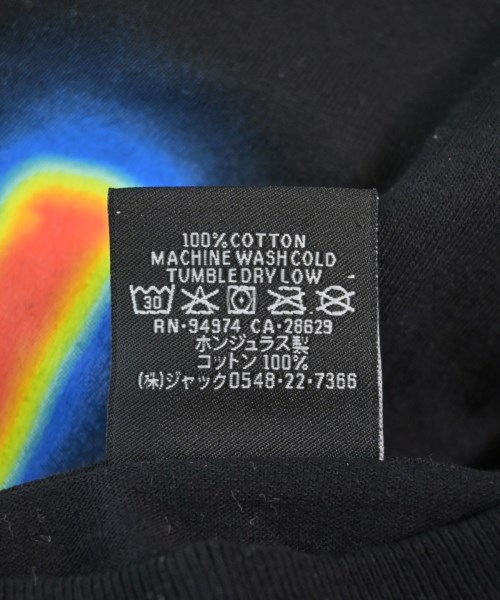 100% COTTON
MACHINE WASH COLD
TUMBLE DRY LOW
30
RN・94974 CA・28629
ホンジュラス製
コットン 100%
(株)ジャック0548・22・7366